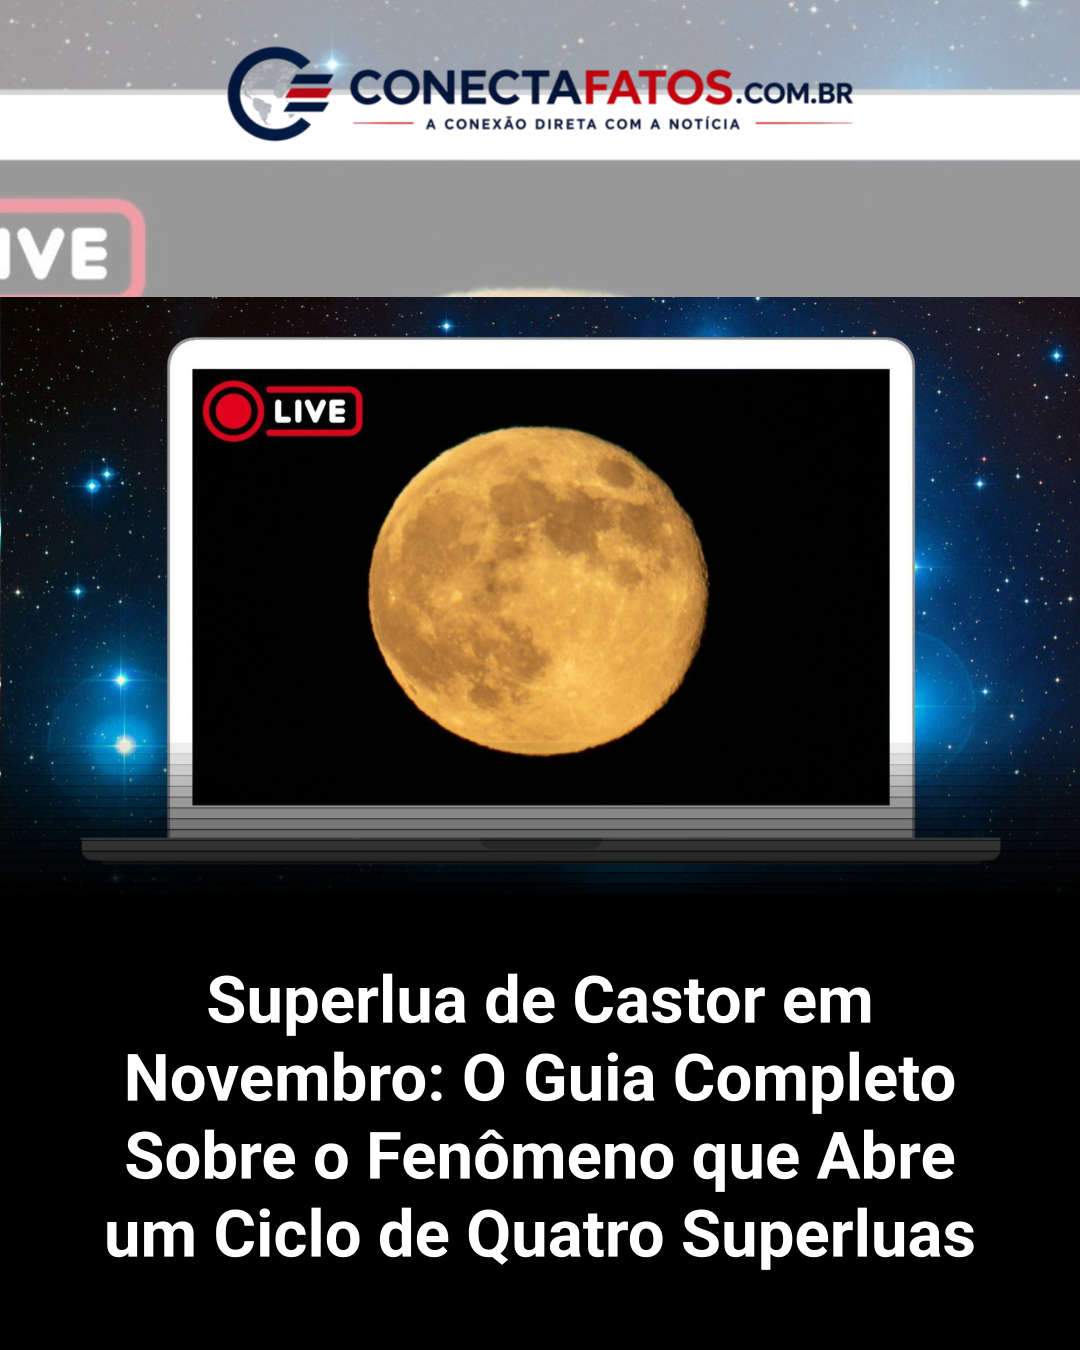 CONECTAFATOS.COM.BR
A CONEXÃO DIRETA COM A NOTÍCIA
IVE
LIVE
Superlua de Castor em
Novembro: O Guia Completo
Sobre o Fenômeno que Abre
um Ciclo de Quatro Superluas